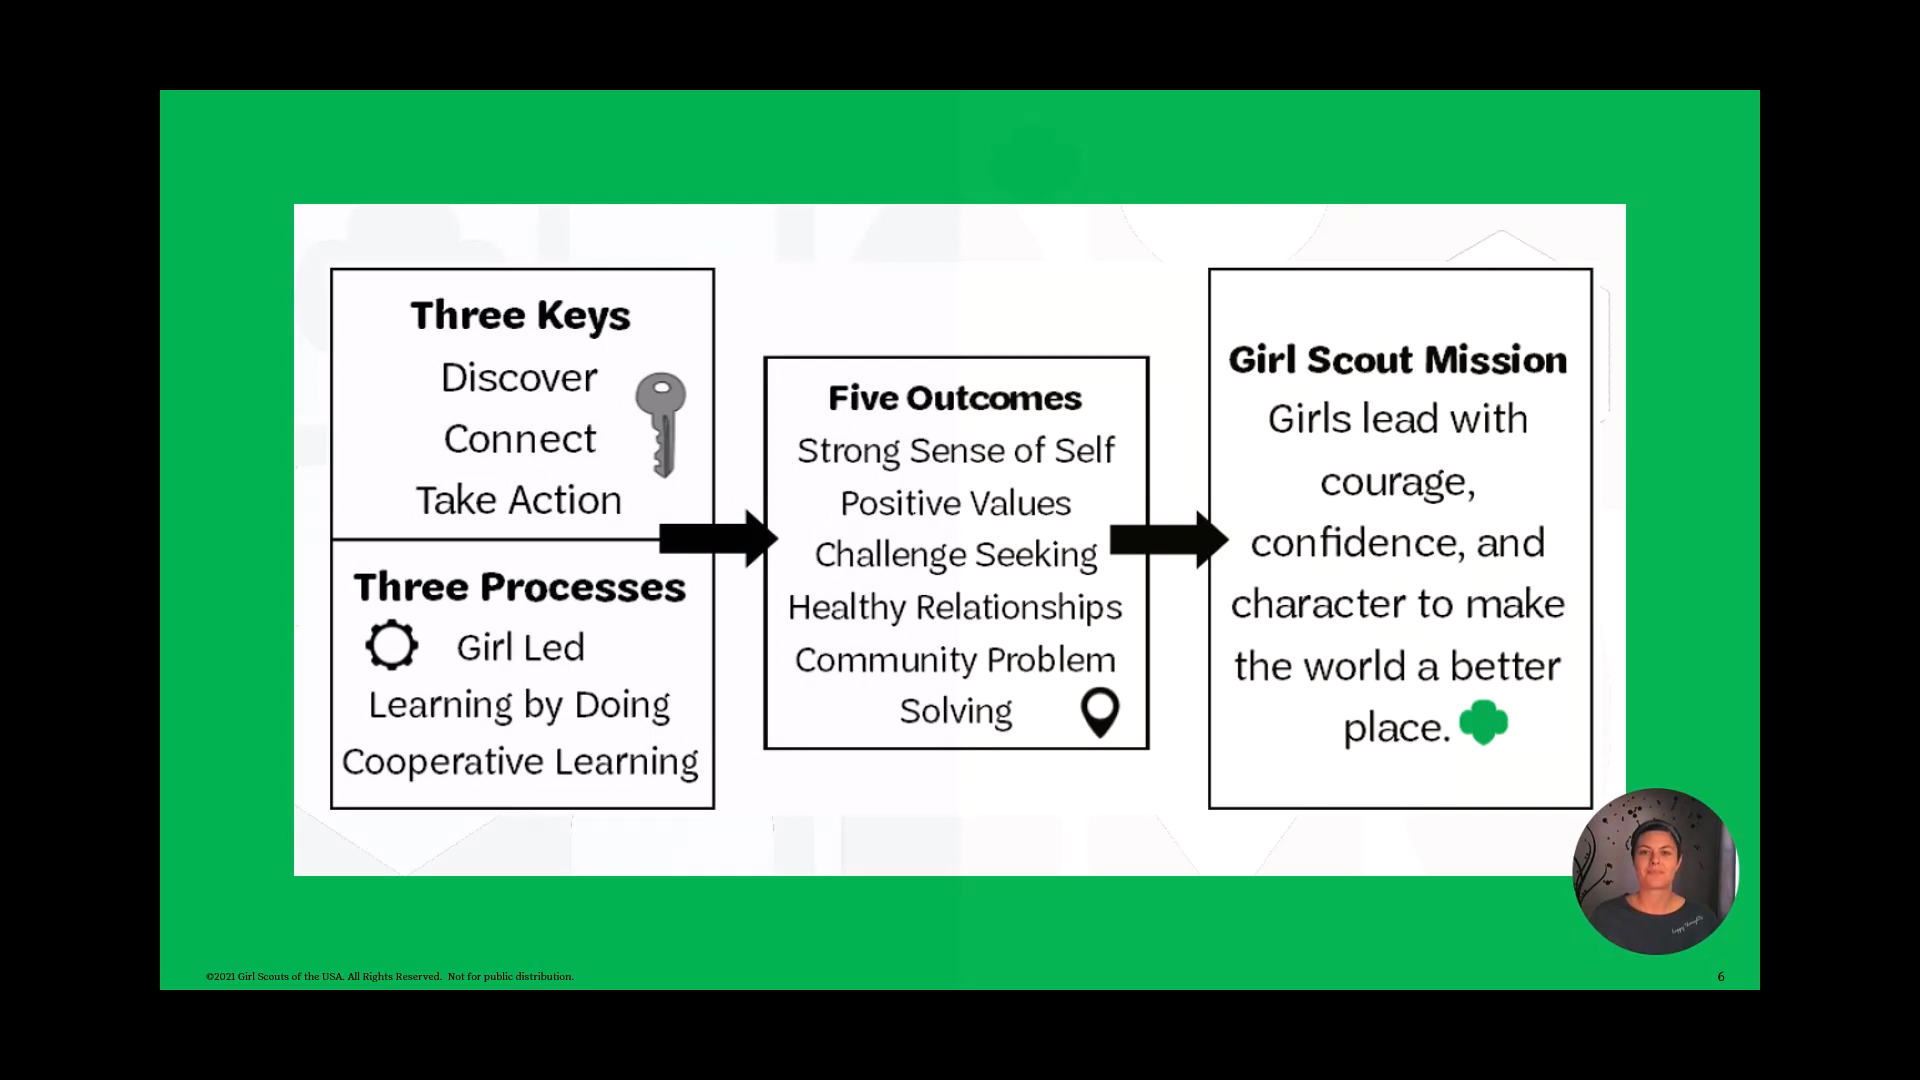 Three Keys
Discover
Connect
Take Action
Three Processes
Girl Led
Learning by Doing
Cooperative Learning
Five Outcomes
Strong Sense of Self
Positive Values
Challenge Seeking
Healthy Relationships
Community Problem
Solving
Girl Scout Mission
Girls lead with
courage,
confidence, and
character to make
the world a better
place.
©2021 Girl Scouts of the USA. All Rights Reserved. Not for public distribution.
6